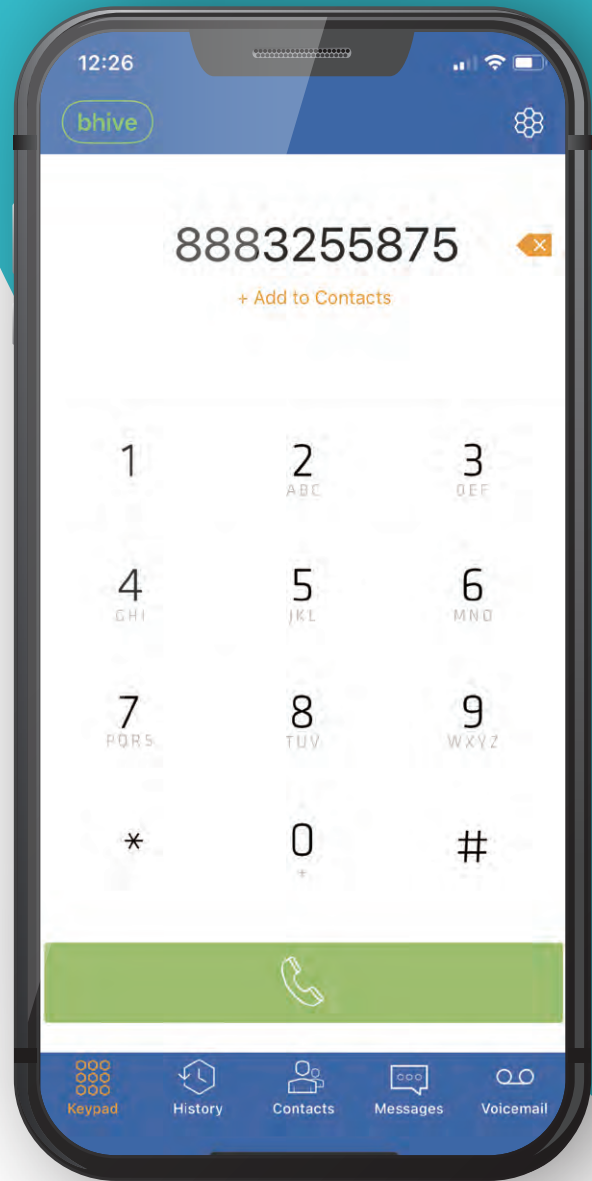 12:26
bhive
8883255875
+ Add to Contacts
1 2 3
ABC DEF
4 5 6
GHI JKL MNO
7 8 9
PQRS TUV WXYZ
* 0 #
+
Keypad History Contacts Messages Voicemail